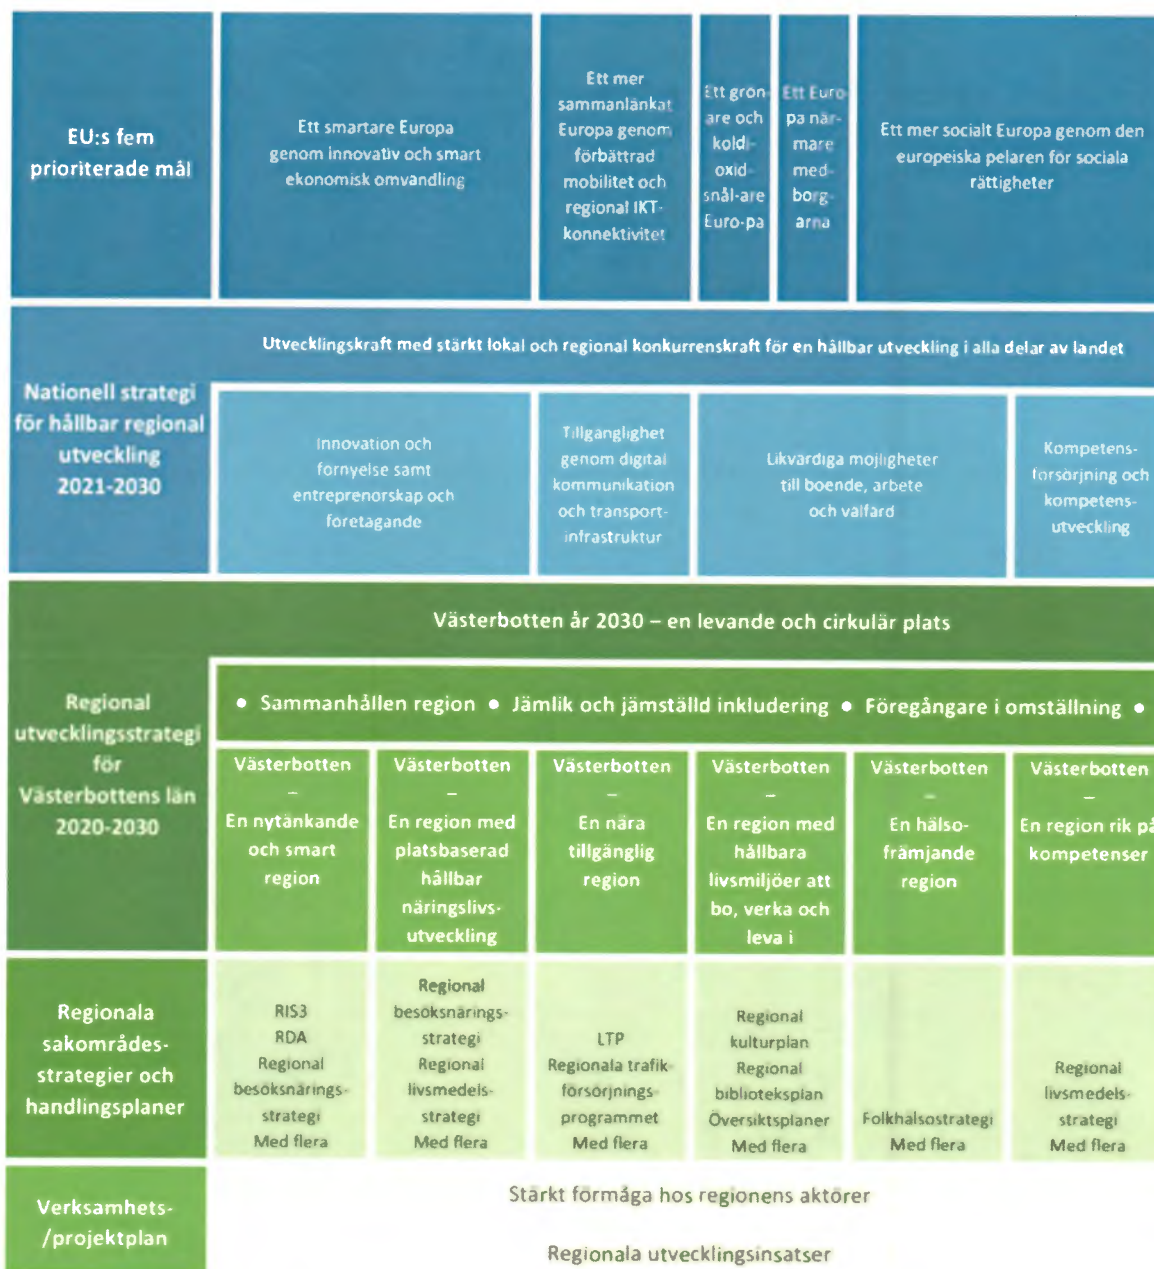 EU:s fem
prioriterade mål
Ett smartare Europa
genom innovativ och smart
ekonomisk omvandling
Ett mer
sammanlänkat
Europa genom
förbättrad
mobilitet och
regional IKT-
konnektivitet
Ett grön-
are och
koldi-
oxid-
snål-are
Euro-pa
Ett Euro-
pa när-
mare
med-
borg-
arna
Ett mer socialt Europa genom den
europeiska pelaren för sociala
rättigheter
Nationell strategi
för hållbar regional
utveckling
2021-2030
Utvecklingskraft med stärkt lokal och regional konkurrenskraft för en hållbar utveckling i alla delar av landet
Innovation och
förnyelse samt
entreprenörskap och
företagande
Tillgänglighet
genom digital
kommunikation
och transport-
infrastruktur
Likvärdiga möjligheter
till boende, arbete
och välfärd
Kompetens-
försörjning och
kompetens-
utveckling
Regional
utvecklingsstrategi
för
Västerbottens län
2020-2030
Västerbotten år 2030 – en levande och cirkulär plats
• Sammanhållen region • Jämlik och jämställd inkludering • Föregångare i omställning •
Västerbotten
–
En nytänkande
och smart
region
Västerbotten
–
En region med
platsbaserad
hållbar
näringslivs-
utveckling
Västerbotten
–
En nära
tillgänglig
region
Västerbotten
–
En region med
hållbara
livsmiljöer att
bo, verka och
leva i
Västerbotten
–
En hälso-
främjande
region
Västerbotten
–
En region rik på
kompetenser
Regionala
sakområdes-
strategier och
handlingsplaner
RIS3
RDA
Regional
besöksnärings-
strategi
Med flera
Regional
besöksnärings-
strategi
Regional
livsmedels-
strategi
Med flera
LTP
Regionala trafik-
försörjnings-
programmet
Med flera
Regional
kulturplan
Regional
biblioteksplan
Översiktsplaner
Med flera
Folkhälsostrategi
Med flera
Regional
livsmedels-
strategi
Med flera
Verksamhets-
/projektplan
Stärkt förmåga hos regionens aktörer
Regionala utvecklingsinsatser